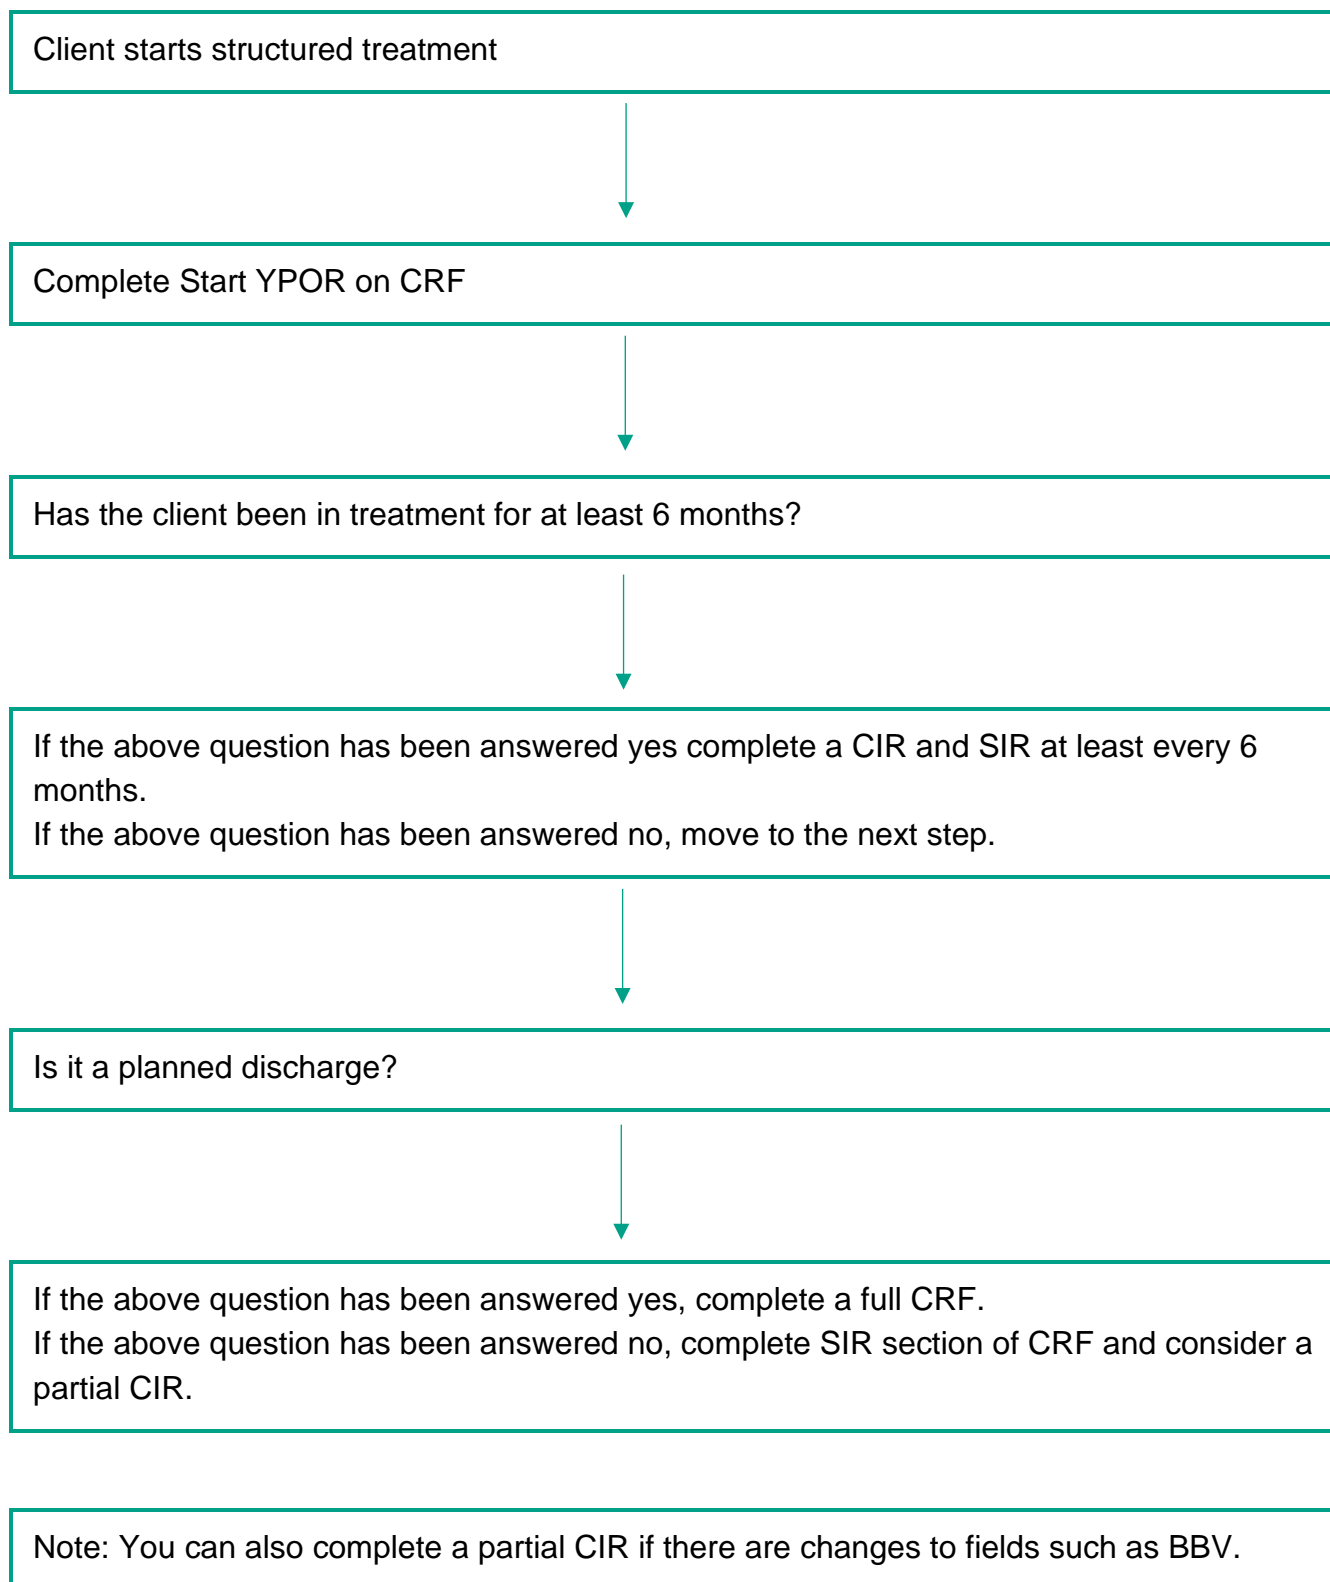 Client starts structured treatment
Complete Start YPOR on CRF
Has the client been in treatment for at least 6 months?
If the above question has been answered yes complete a CIR and SIR at least every 6
months.
If the above question has been answered no, move to the next step.
Is it a planned discharge?
If the above question has been answered yes, complete a full CRF.
If the above question has been answered no, complete SIR section of CRF and consider a
partial CIR.
Note: You can also complete a partial CIR if there are changes to fields such as BBV.